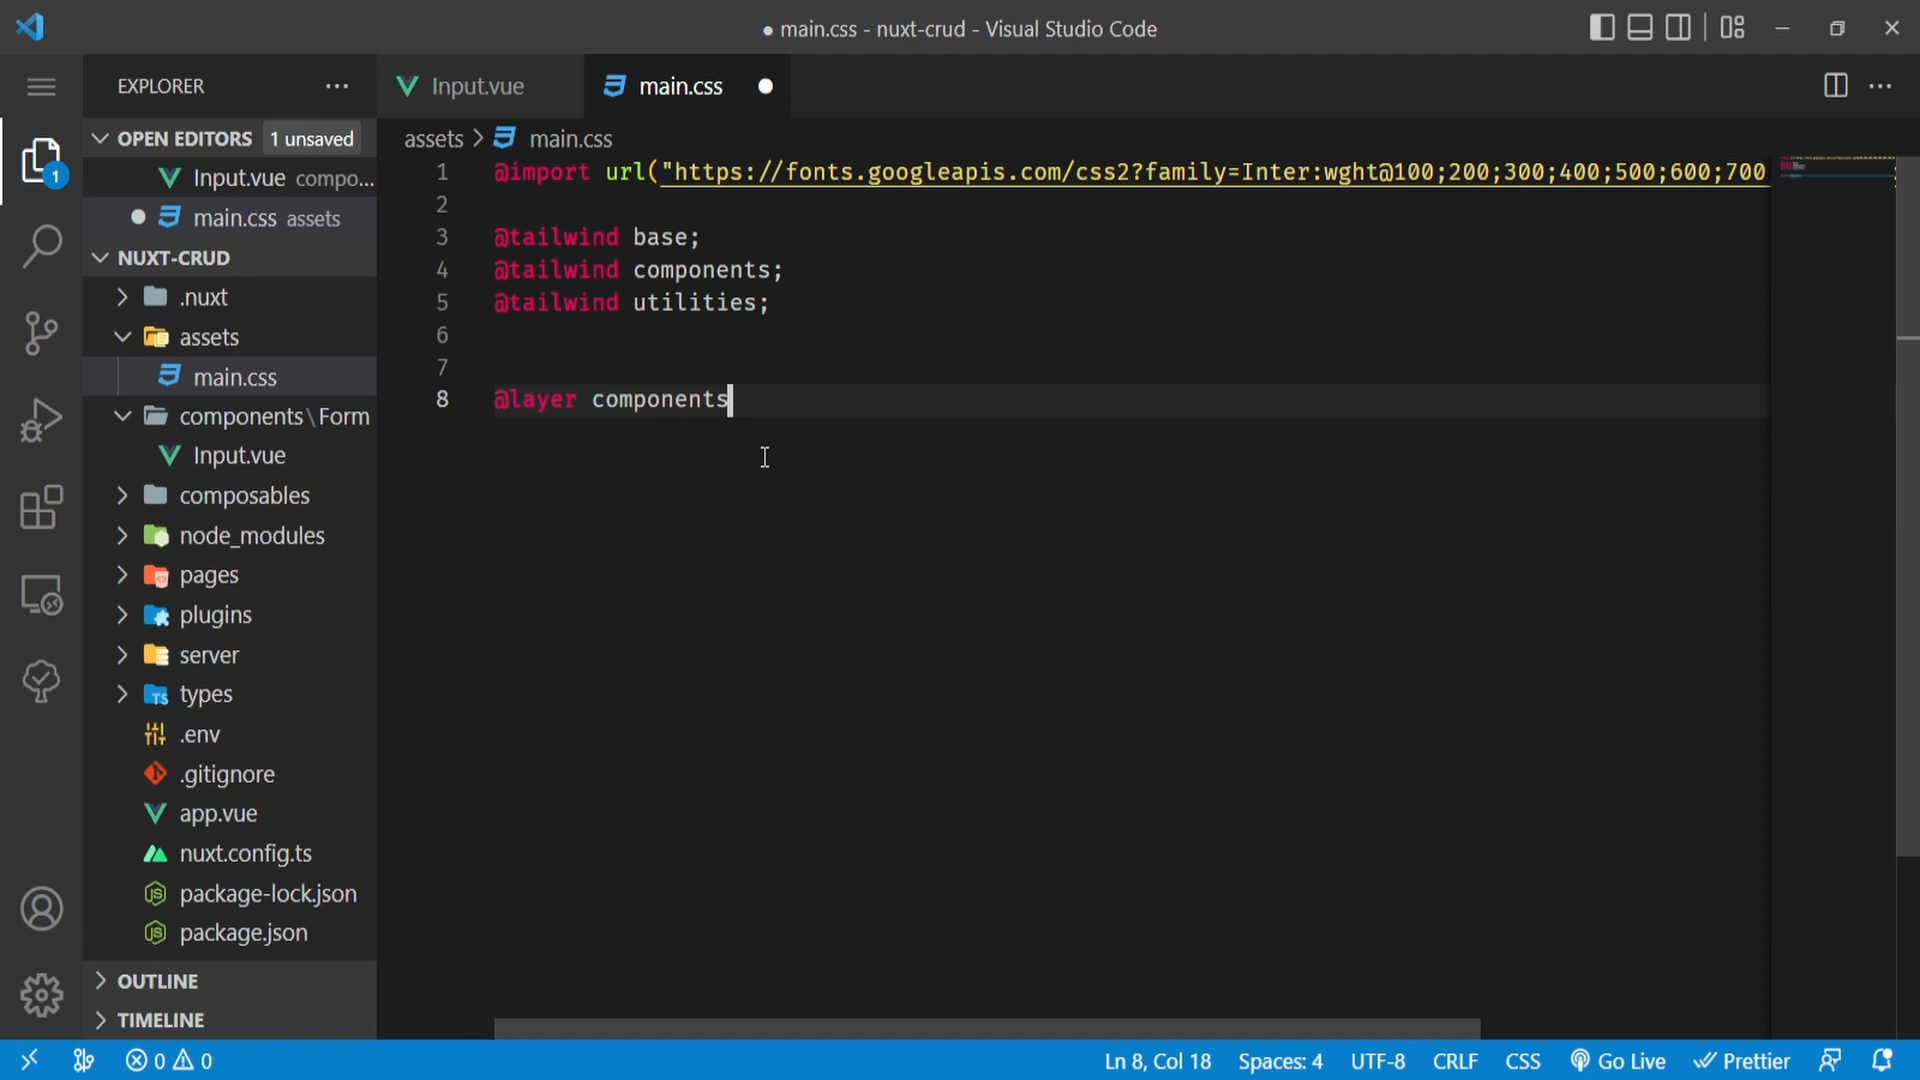 ● main.css - nuxt-crud - Visual Studio Code
EXPLORER
Input.vue
main.css
OPEN EDITORS 1 unsaved
Input.vue compo...
main.css assets
NUXT-CRUD
.nuxt
assets
main.css
components\Form
Input.vue
composables
node_modules
pages
plugins
server
types
.env
.gitignore
app.vue
nuxt.config.ts
package-lock.json
package.json
OUTLINE
TIMELINE
1
assets > main.css
1 @import url("https://fonts.googleapis.com/css2?family=Inter:wght@100;200;300;400;500;600;700
2
3 @tailwind base;
4 @tailwind components;
5 @tailwind utilities;
6
7
8 @layer components
0 0
Ln 8, Col 18 Spaces: 4 UTF-8 CRLF CSS Go Live Prettier